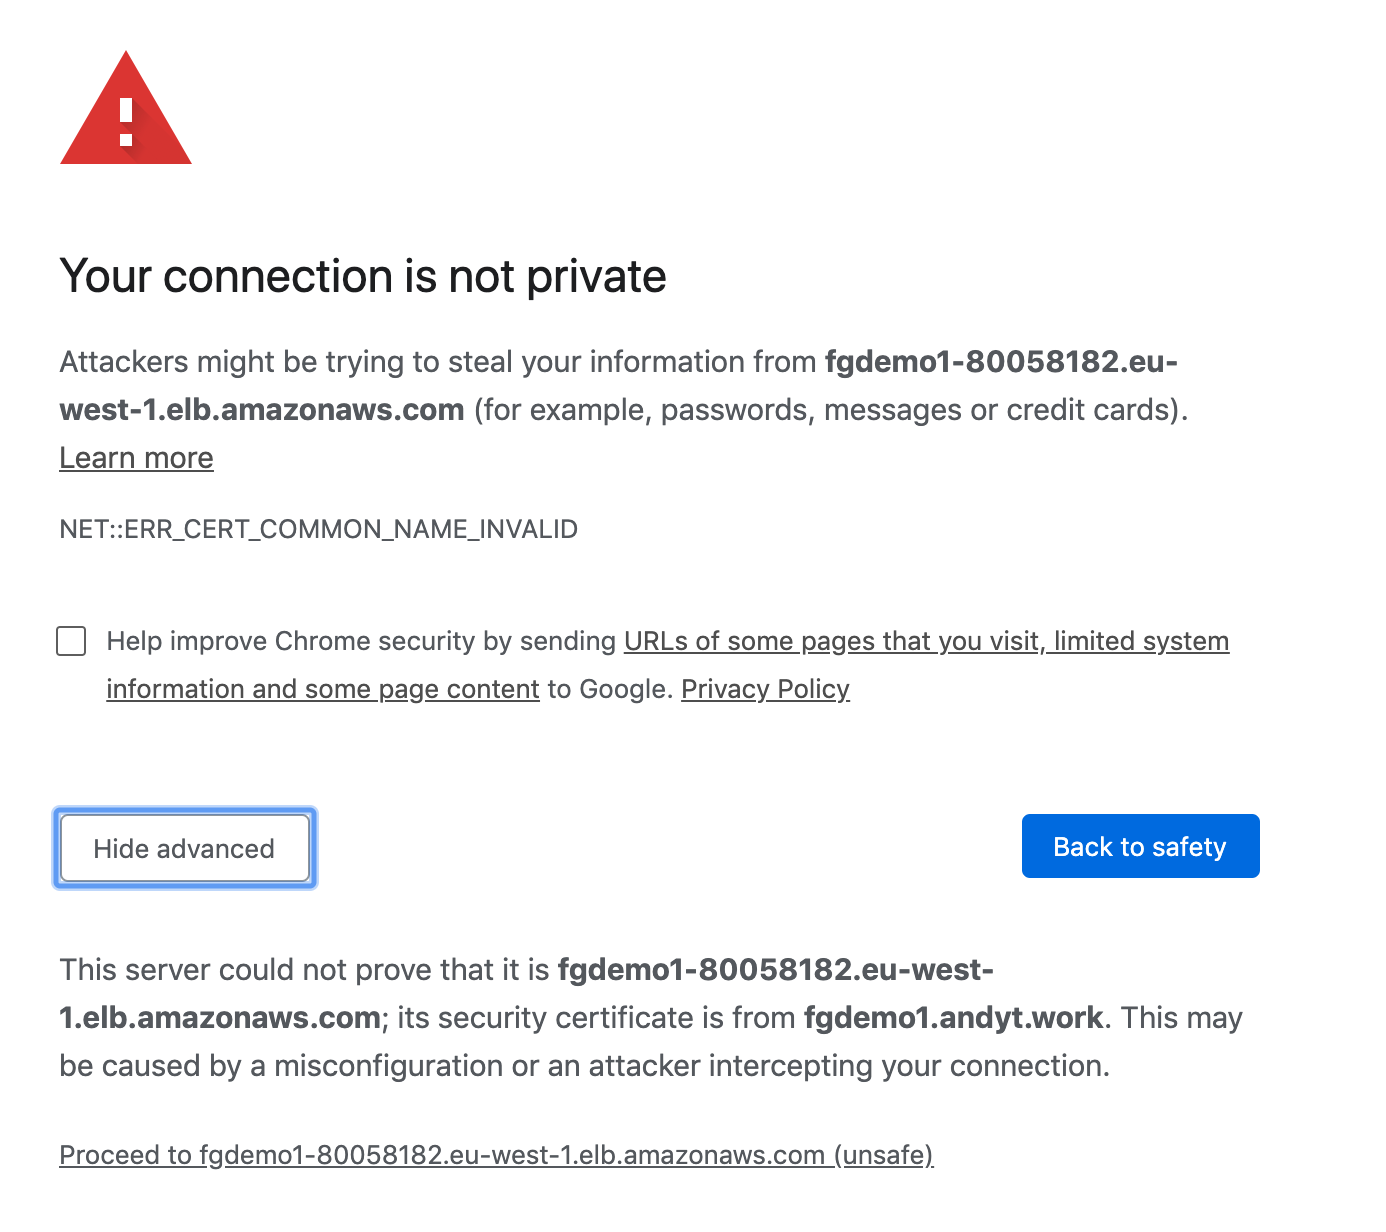 Your connection is not private
Attackers might be trying to steal your information from fgdemo1-80058182.eu-
west-1.elb.amazonaws.com (for example, passwords, messages or credit cards).
Learn more
NET::ERR_CERT_COMMON_NAME_INVALID
Help improve Chrome security by sending URLs of some pages that you visit, limited system
information and some page content to Google. Privacy Policy
Hide advanced
Back to safety
This server could not prove that it is fgdemo1-80058182.eu-west-
1.elb.amazonaws.com; its security certificate is from fgdemo1.andyt.work. This may
be caused by a misconfiguration or an attacker intercepting your connection.
Proceed to fgdemo1-80058182.eu-west-1.elb.amazonaws.com (unsafe)